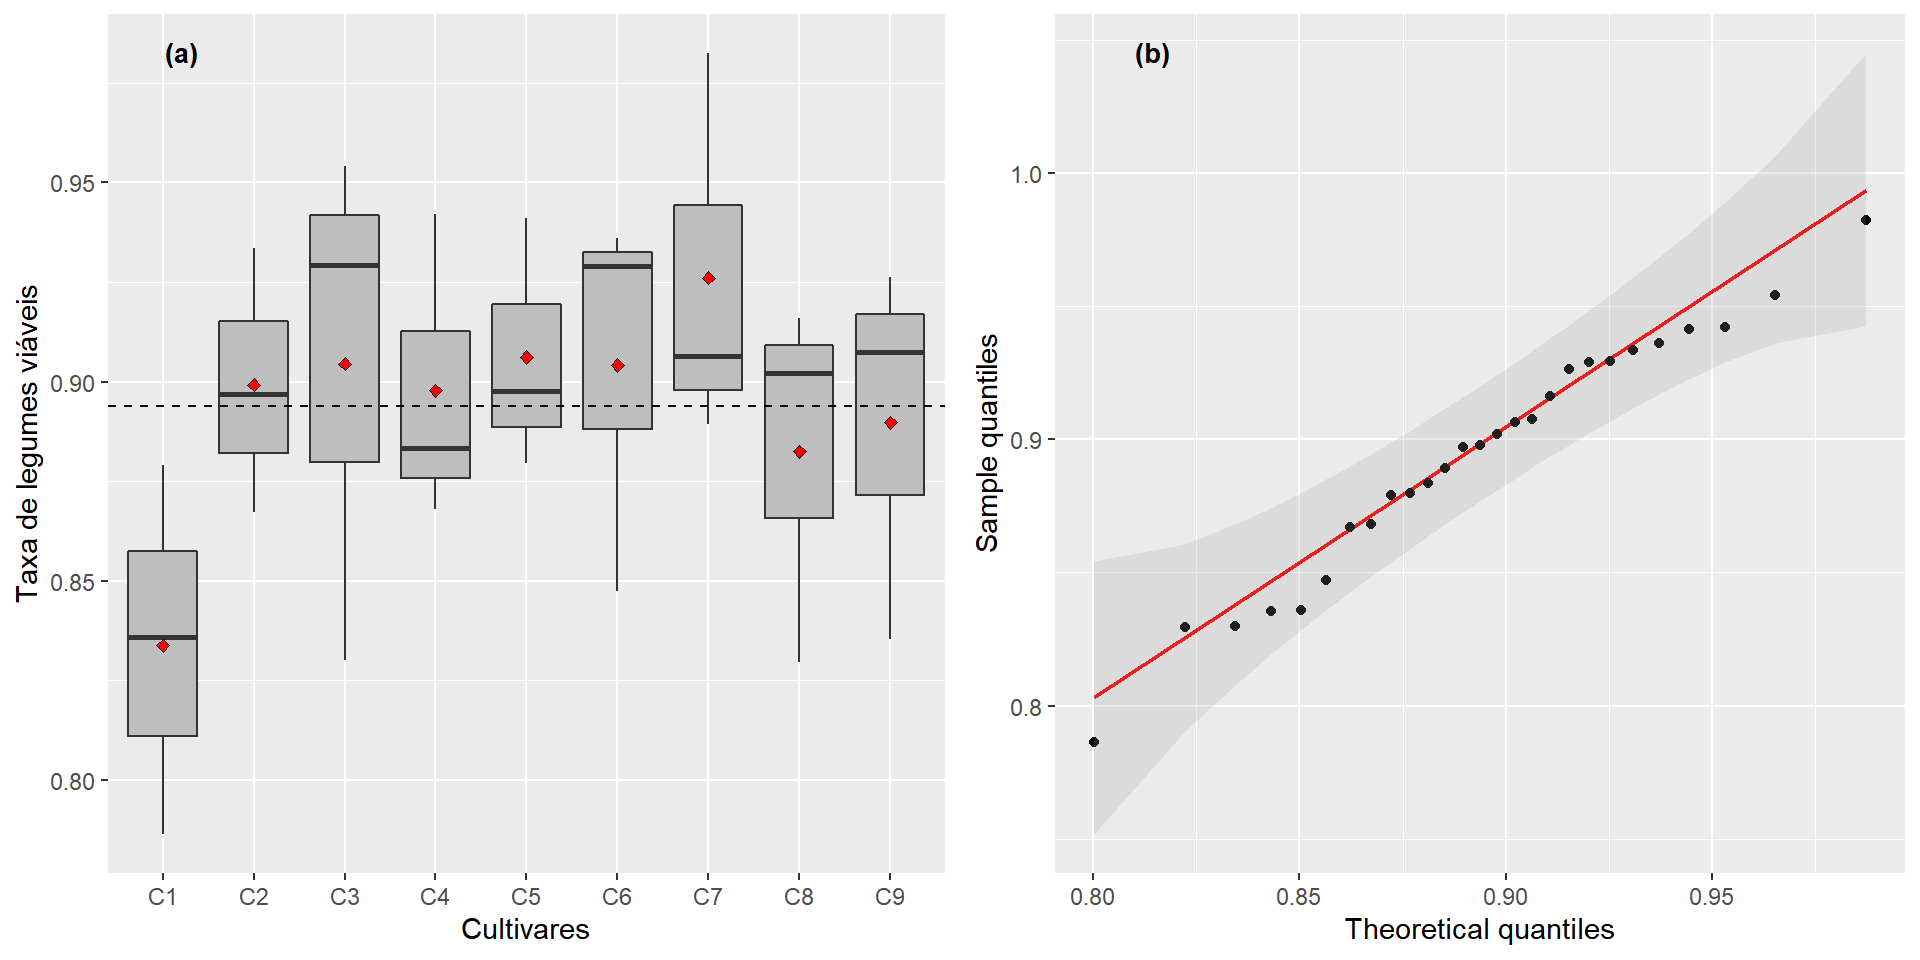 (a)
Taxa de legumes viáveis
0.95
0.90
0.85
0.80
C1 C2 C3 C4 C5 C6 C7 C8 C9
Cultivares
(b)
Sample quantiles
1.0
0.9
0.8
0.80 0.85 0.90 0.95
Theoretical quantiles